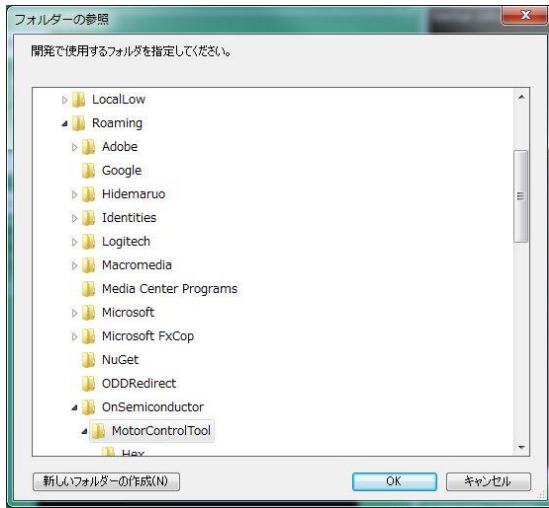 フォルダーの参照
開発で使用するフォルダを指定してください。
LocalLow
Roaming
Adobe
Google
Hidemaruo
Identities
Logitech
Macromedia
Media Center Programs
Microsoft
Microsoft FxCop
NuGet
ODDRedirect
OnSemiconductor
MotorControlTool
Hex
新しいフォルダーの作成(N)
OK
キャンセル